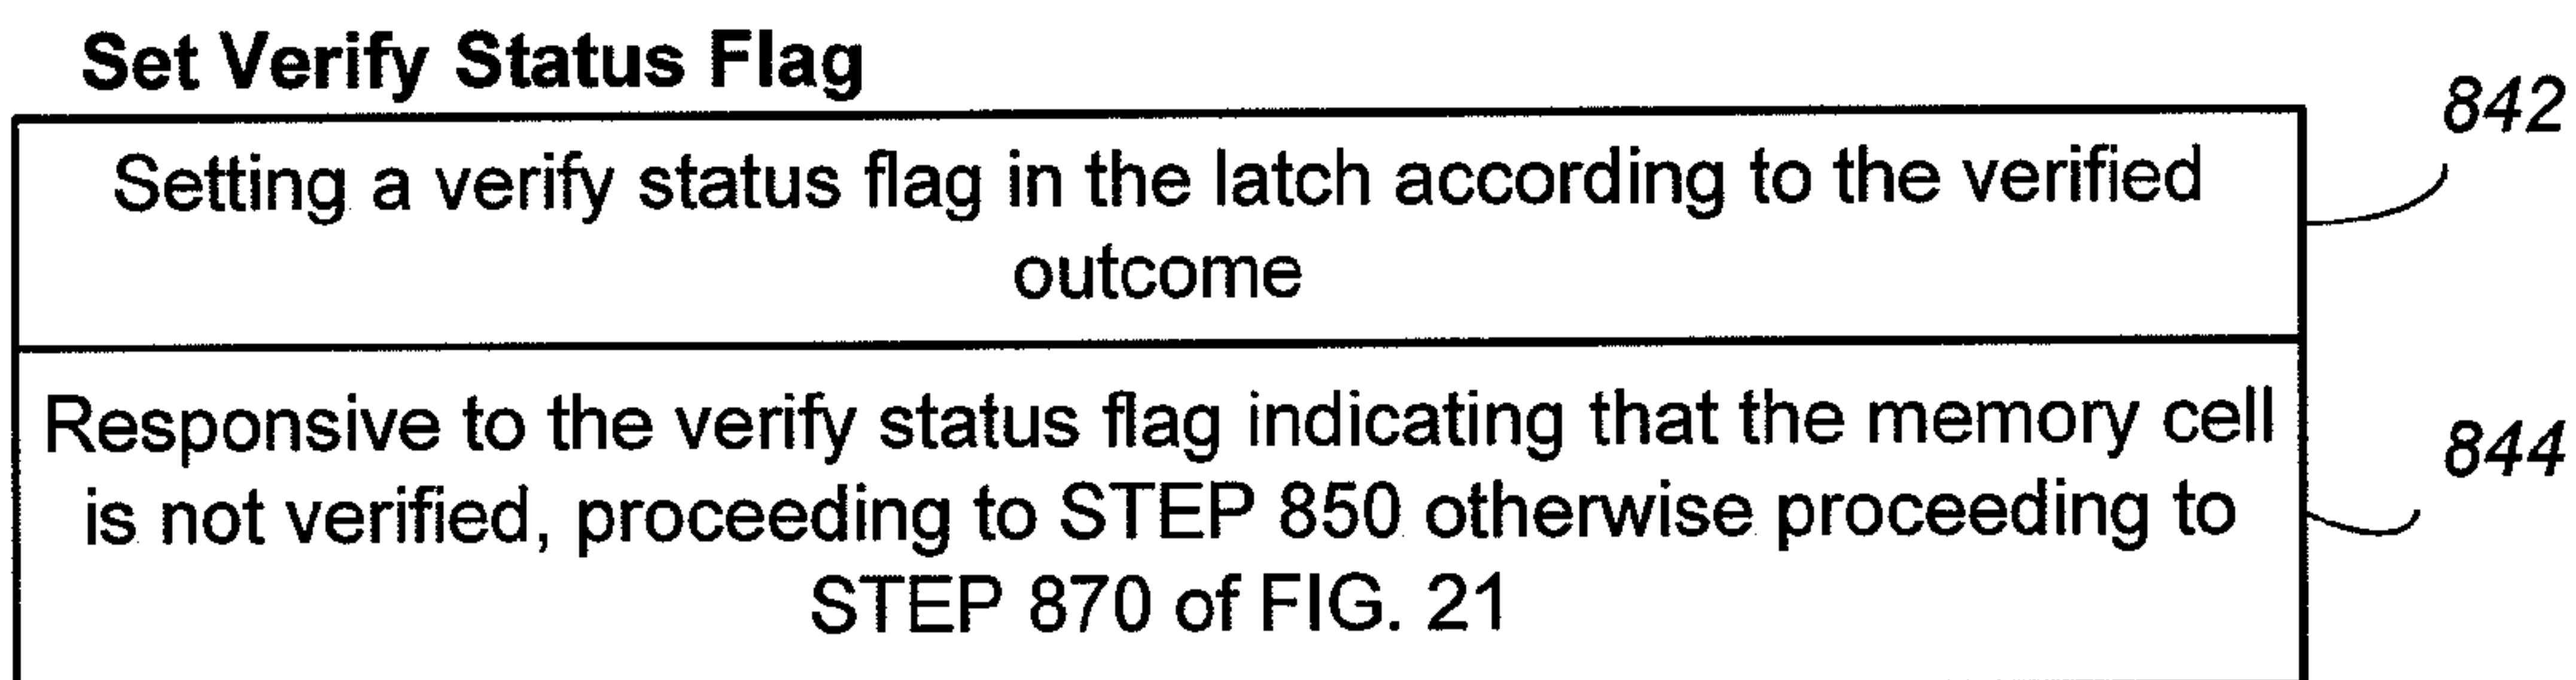 Set Verify Status Flag
842
Setting a verify status flag in the latch according to the verified
outcome
Responsive to the verify status flag indicating that the memory cell
844
is not verified, proceeding to STEP 850 otherwise proceeding to
STEP 870 of FIG. 21